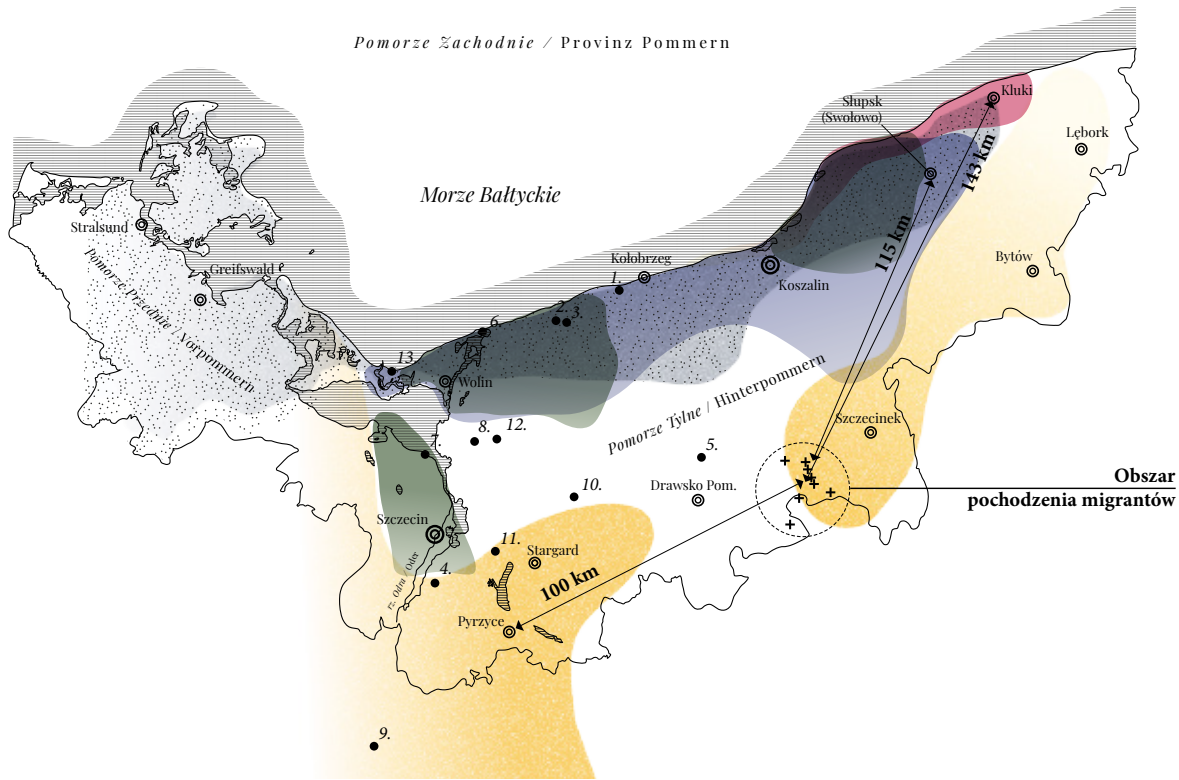 Pomorze Zachodnie / Provinz Pommern
Kluki
Słupsk
(Swołowo)
Lębork
143 km
Morze Bałtyckie
Stralsund
115 km
Pomorze Przednie / Vorpommern
Greifswald
Kołobrzeg
Bytów
1.
Koszalin
2.
3.
6.
13.
Wolin
Pomorze Tylne / Hinterpommern
Szczecinek
12.
8.
7.
5.
Obszar
pochodzenia migrantów
10.
Drawsko Pom.
Szczecin
11.
Stargard
rz. Odra / Oder
4.
100 km
Pyrzyce
9.